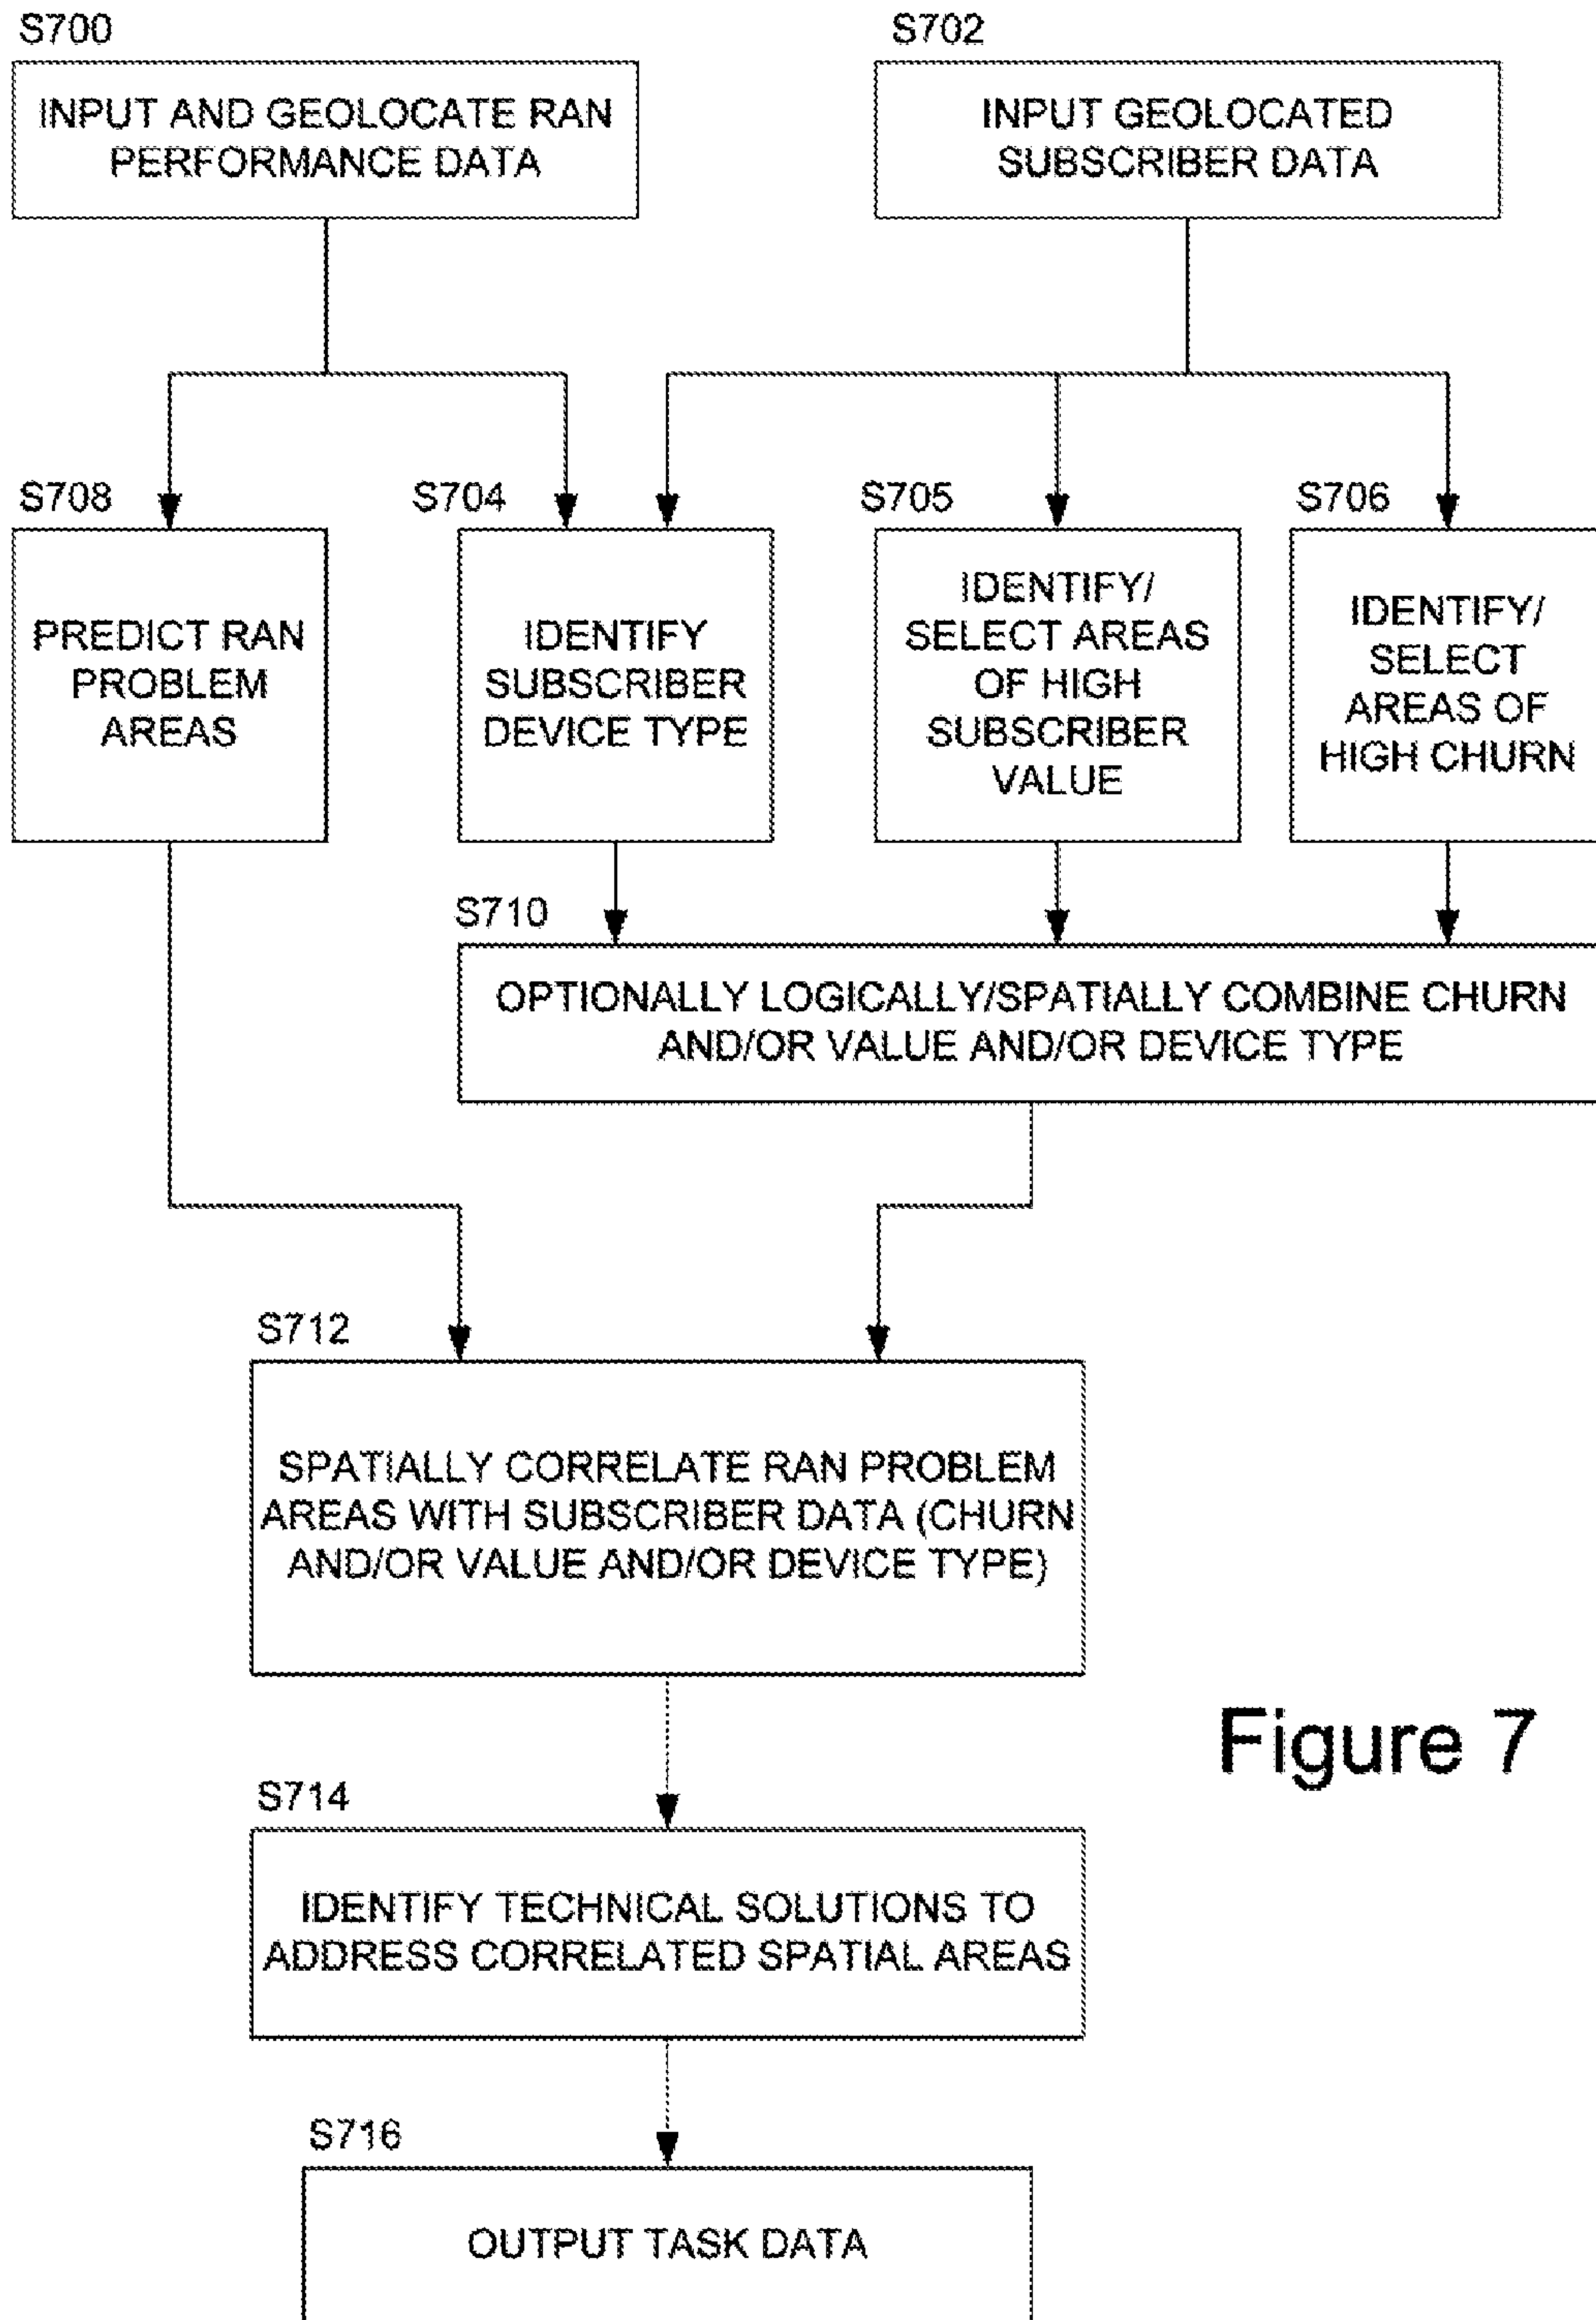 S700
INPUT AND GEOLOCATE RAN
PERFORMANCE DATA
S702
INPUT GEOLOCATED
SUBSCRIBER DATA
S708
PREDICT RAN
PROBLEM
AREAS
S704
IDENTIFY
SUBSCRIBER
DEVICE TYPE
S705
IDENTIFY/
SELECT AREAS
OF HIGH
SUBSCRIBER
VALUE
S706
IDENTIFY/
SELECT
AREAS OF
HIGH CHURN
S710
OPTIONALLY LOGICALLY/SPATIALLY COMBINE CHURN
AND/OR VALUE AND/OR DEVICE TYPE
S712
SPATIALLY CORRELATE RAN PROBLEM
AREAS WITH SUBSCRIBER DATA (CHURN
AND/OR VALUE AND/OR DEVICE TYPE)
Figure 7
S714
IDENTIFY TECHNICAL SOLUTIONS TO
ADDRESS CORRELATED SPATIAL AREAS
S716
OUTPUT TASK DATA